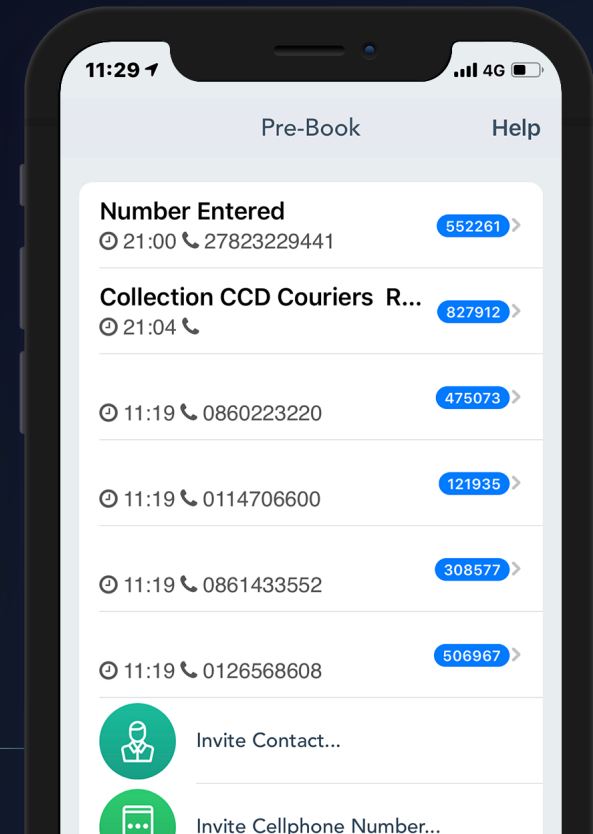 11:29 4G
Pre-Book Help
Number Entered
21:00 27823229441
552261
Collection CCD Couriers R...
21:04
827912
475073
11:19 0860223220
121935
11:19 0114706600
308577
11:19 0861433552
506967
11:19 0126568608
Invite Contact...
Invite Cellphone Number...